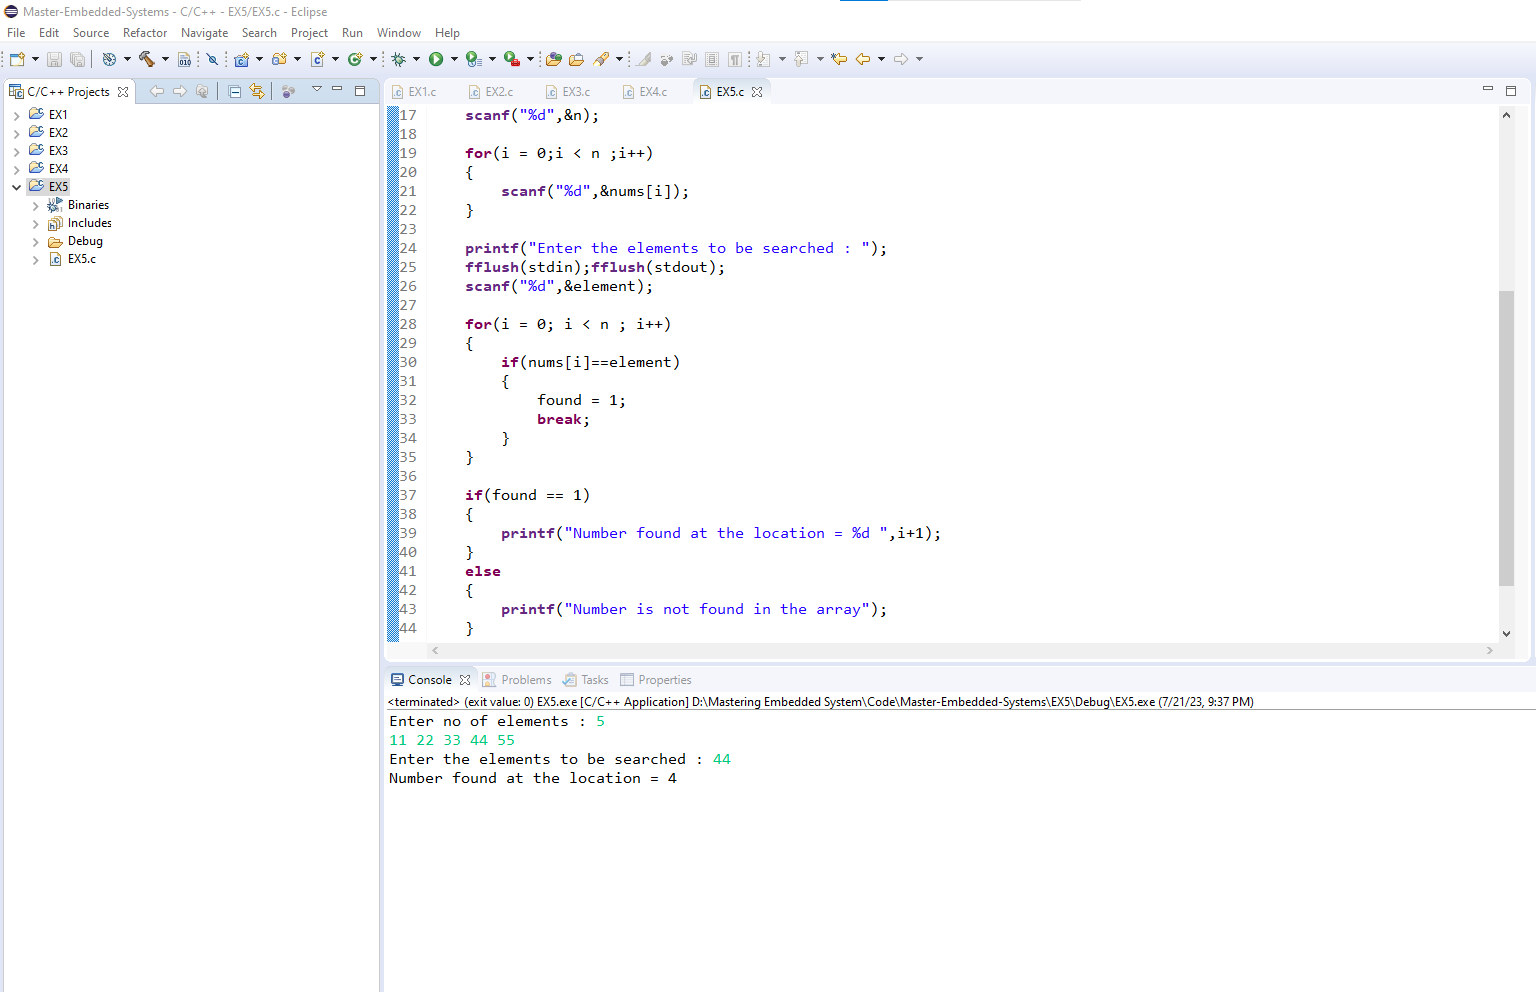 Master-Embedded-Systems - C/C++ - EX5/EX5.c - Eclipse
File Edit Source Refactor Navigate Search Project Run Window Help
C/C++ Projects
EX1
EX2
EX3
EX4
EX5
Binaries
Includes
Debug
EX5.c
EX1.c EX2.c EX3.c EX4.c EX5.c
17 scanf("%d",&n);
18
19 for(i = 0;i < n ;i++)
20 {
21 scanf("%d",&nums[i]);
22 }
23
24 printf("Enter the elements to be searched : ");
25 fflush(stdin);fflush(stdout);
26 scanf("%d",&element);
27
28 for(i = 0; i < n ; i++)
29 {
30 if(nums[i]==element)
31 {
32 found = 1;
33 break;
34 }
35 }
36
37 if(found == 1)
38 {
39 printf("Number found at the location = %d ",i+1);
40 }
41 else
42 {
43 printf("Number is not found in the array");
44 }
Console Problems Tasks Properties
<terminated> (exit value: 0) EX5.exe [C/C++ Application] D:\Mastering Embedded System\Code\Master-Embedded-Systems\EX5\Debug\EX5.exe (7/21/23, 9:37 PM)
Enter no of elements : 5
11 22 33 44 55
Enter the elements to be searched : 44
Number found at the location = 4